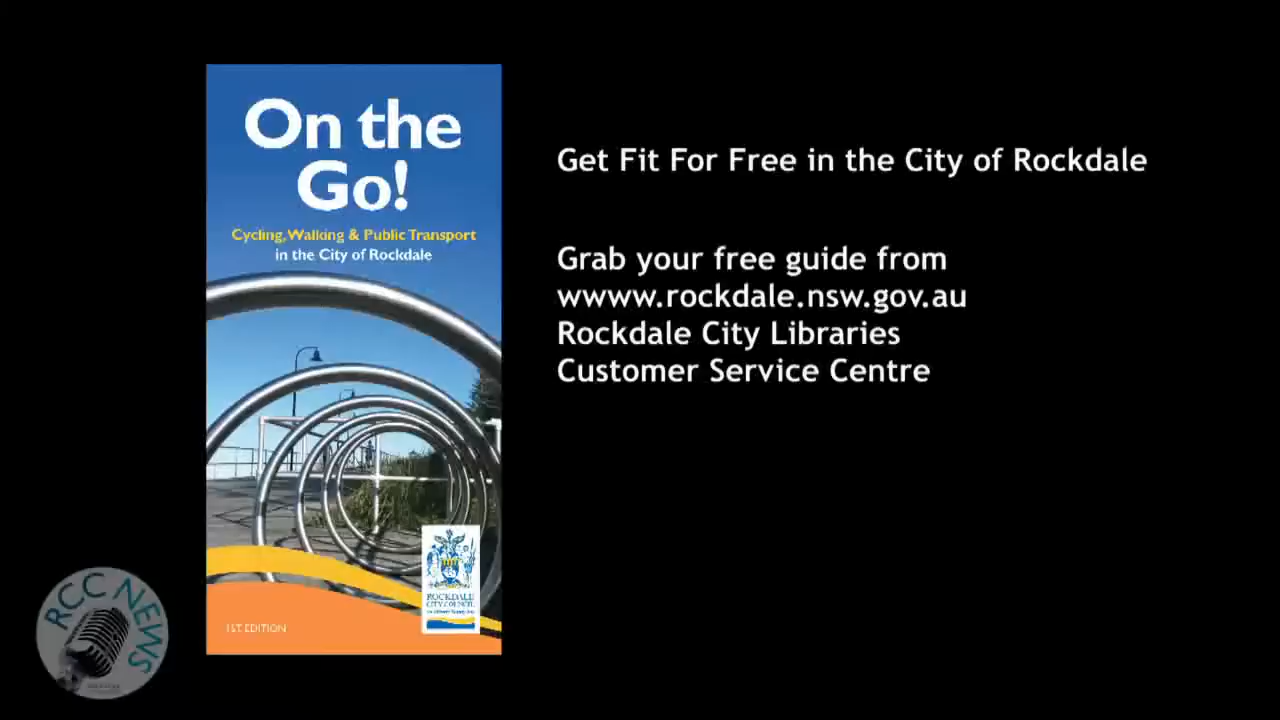 On the
Go!
Cycling, Walking & Public Transport
in the City of Rockdale
ROCKDALE
CITY COUNCIL
1ST EDITION
Get Fit For Free in the City of Rockdale
Grab your free guide from
wwww.rockdale.nsw.gov.au
Rockdale City Libraries
Customer Service Centre
RCC NEWS